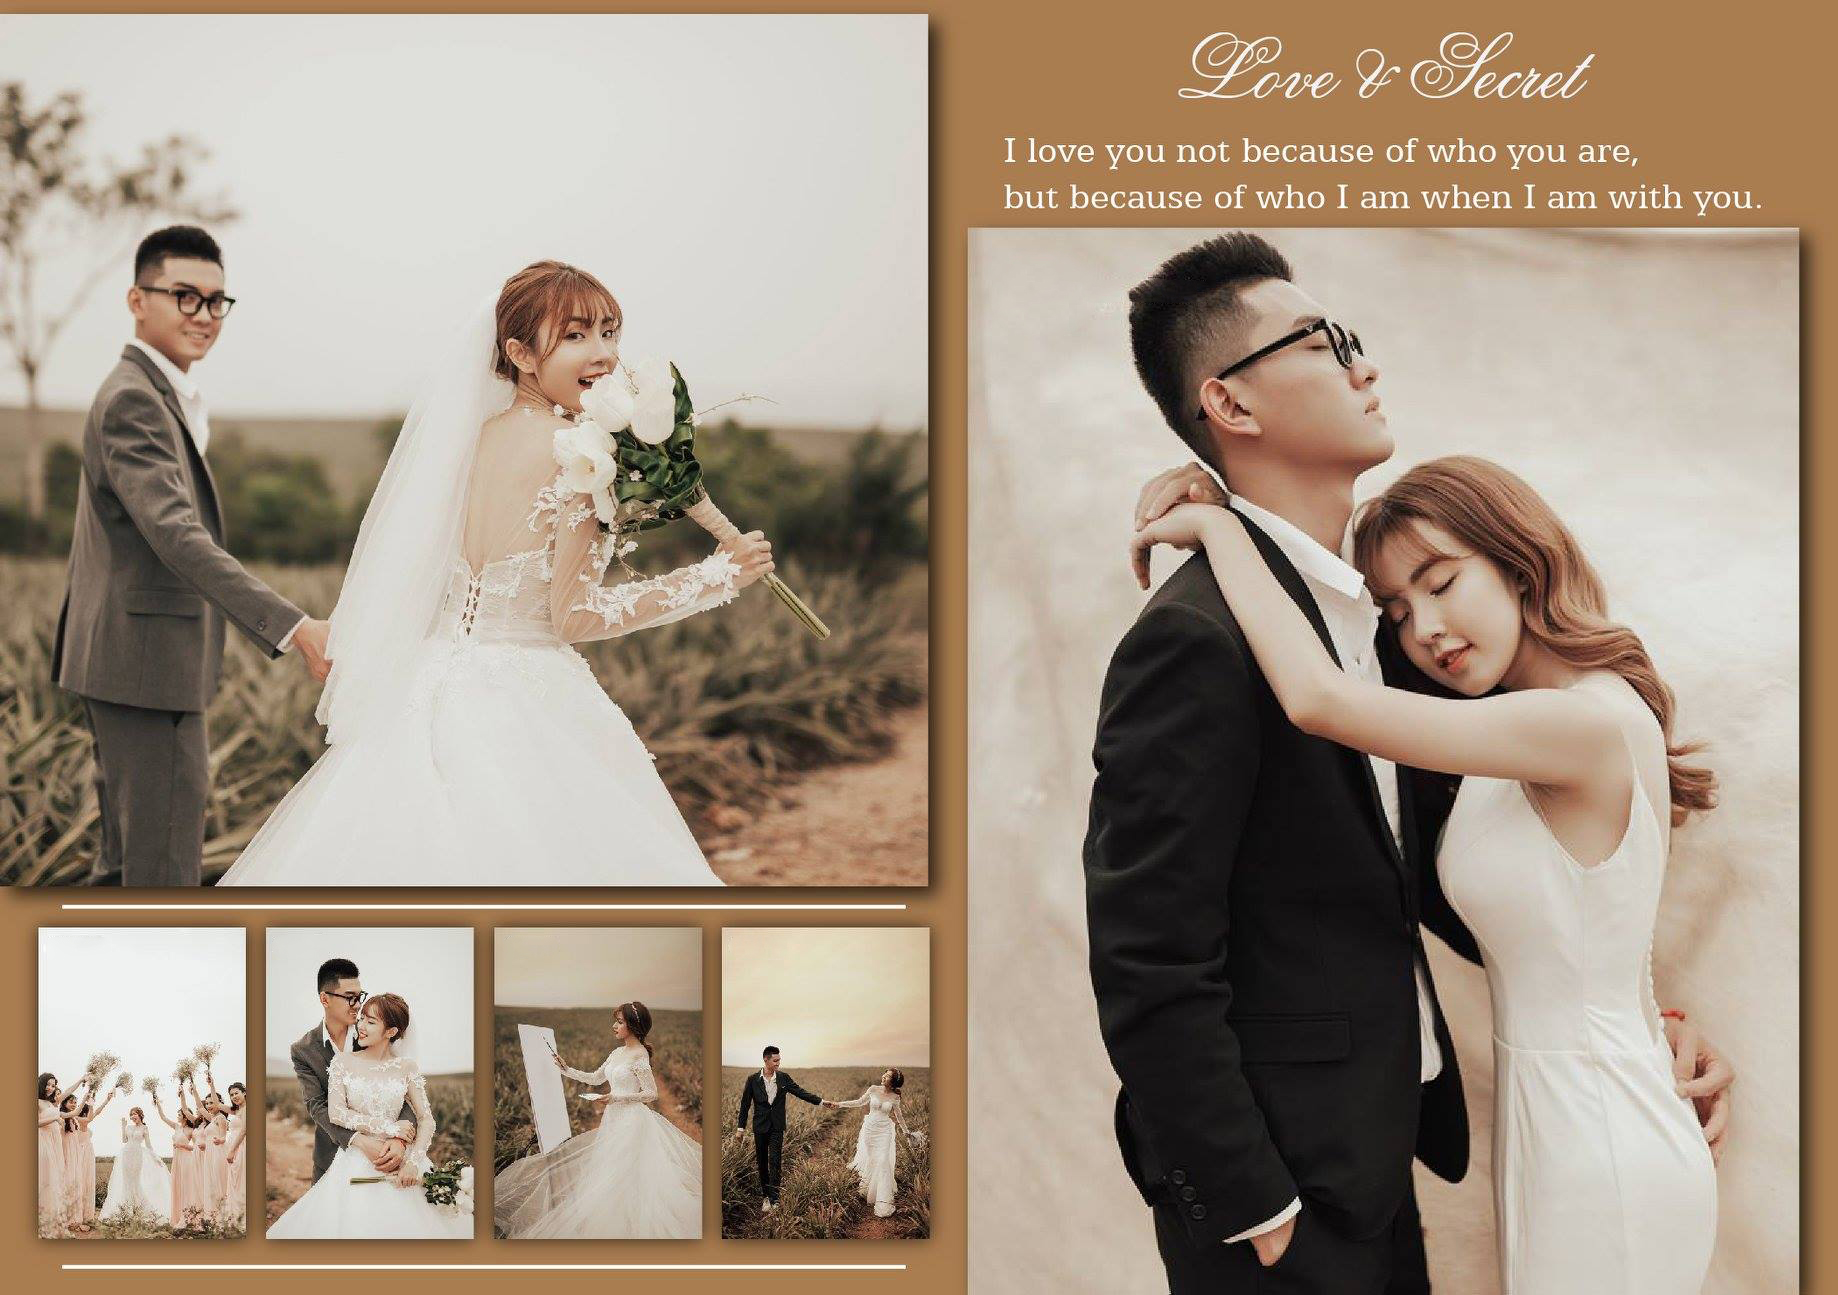 Love & Secret
I love you not because of who you are,
but because of who I am when I am with you.